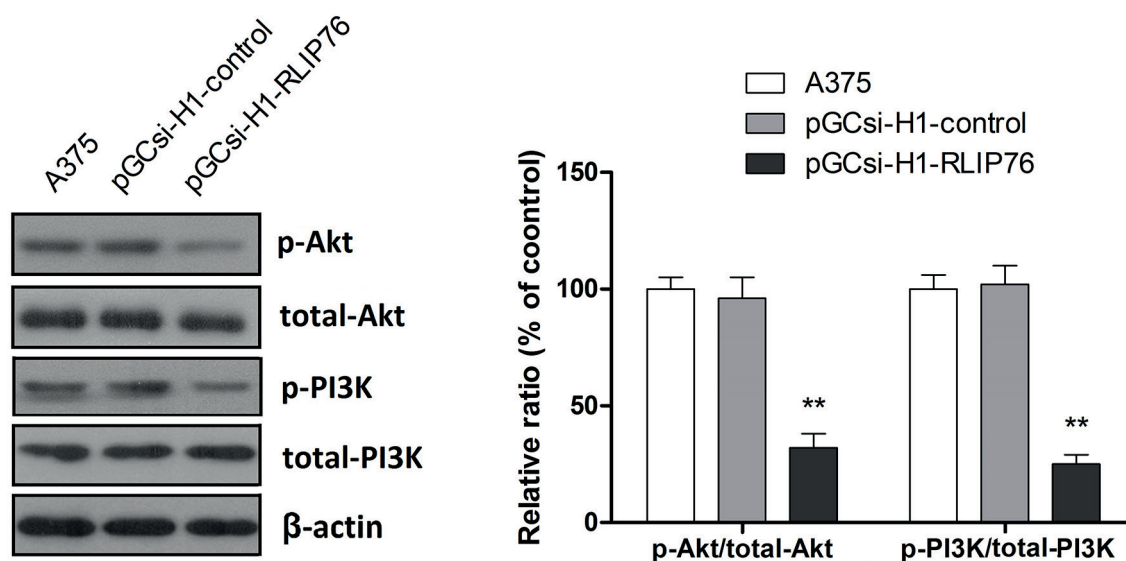 A375
pGCsi-H1-control
pGCsi-H1-RLIP76
p-Akt
total-Akt
p-PI3K
total-PI3K
β-actin
A375
pGCsi-H1-control
pGCsi-H1-RLIP76
Relative ratio (% of coontrol)
150
100
50
0
**
**
p-Akt/total-Akt
p-PI3K/total-PI3K